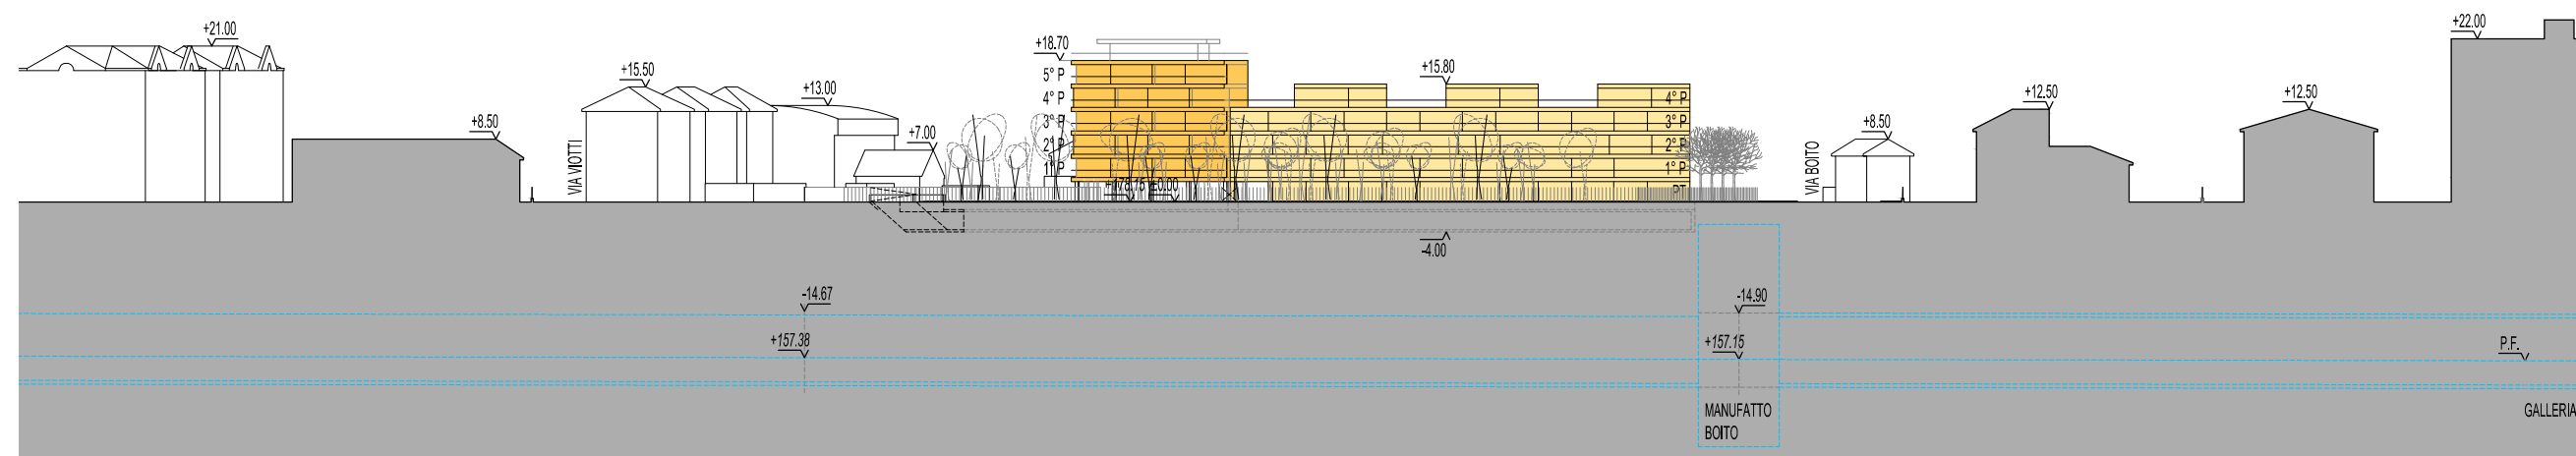 +21.00
+8.50
VIA VIOTTI
+15.50
+13.00
+7.00
+18.70
5° P
4° P
3° P
2° P
1° P
+15.80
4° P
3° P
2° P
1° P
PT
-4.00
VIA BOITO
+8.50
+12.50
+12.50
+22.00
-14.67
+157.38
-14.90
+157.15
P.F.
MANUFATTO
BOITO
GALLERIA